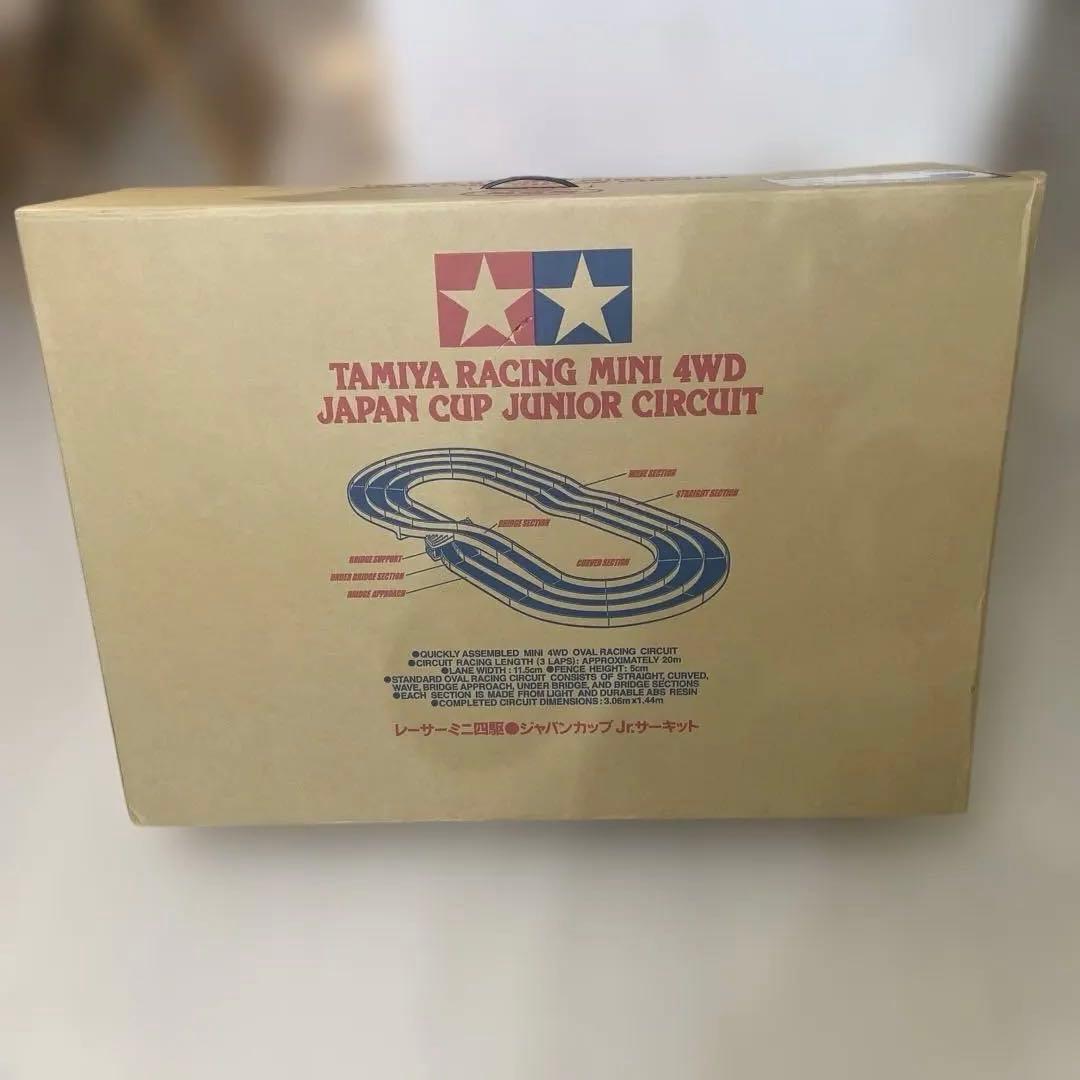 TAMIYA RACING MINI 4WD
JAPAN CUP JUNIOR CIRCUIT
WAVE SECTION
STRAIGHT SECTION
BRIDGE SECTION
BRIDGE SUPPORT
CURVED SECTION
UNDER BRIDGE SECTION
BRIDGE APPROACH
●QUICKLY ASSEMBLED MINI 4WD OVAL RACING CIRCUIT
●CIRCUIT RACING LENGTH (3 LAPS): APPROXIMATELY 20m
●LANE WIDTH : 11.5cm ●FENCE HEIGHT: 5cm
●STANDARD OVAL RACING CIRCUIT CONSISTS OF STRAIGHT, CURVED,
WAVE, BRIDGE APPROACH, UNDER BRIDGE, AND BRIDGE SECTIONS
●EACH SECTION IS MADE FROM LIGHT AND DURABLE ABS RESIN
●COMPLETED CIRCUIT DIMENSIONS : 3.06m×1.44m
レーサーミニ四駆●ジャパンカップ Jr.サーキット